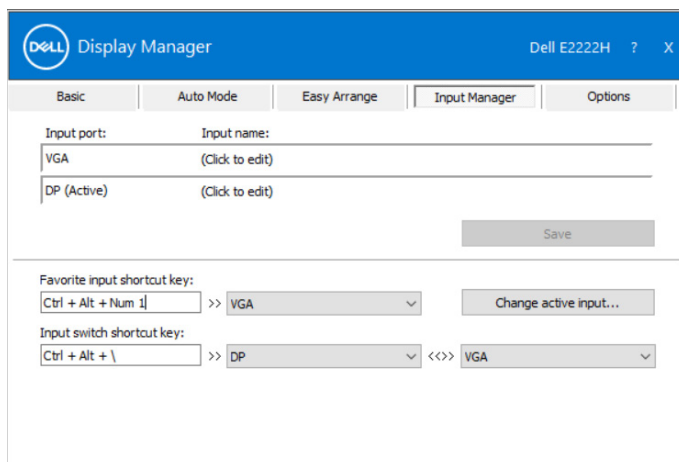 DELL Display Manager Dell E2222H ? X
Basic Auto Mode Easy Arrange Input Manager Options
Input port: Input name:
VGA (Click to edit)
DP (Active) (Click to edit)
Save
Favorite input shortcut key:
Ctrl + Alt + Num 1 >> VGA Change active input...
Input switch shortcut key:
Ctrl + Alt + \ >> DP <<>> VGA